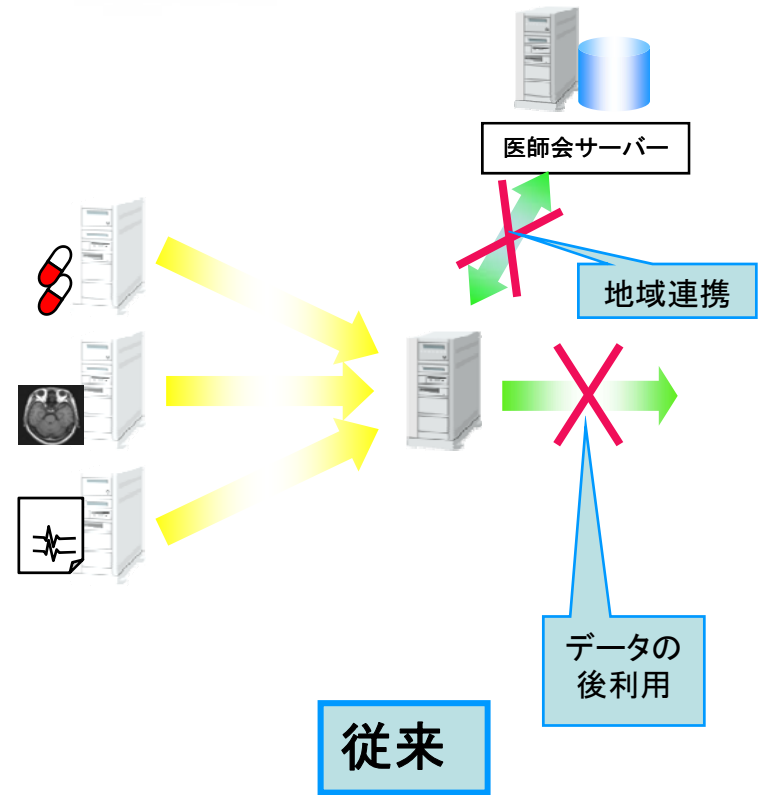 医師会サーバー
地域連携
データの
後利用
従来